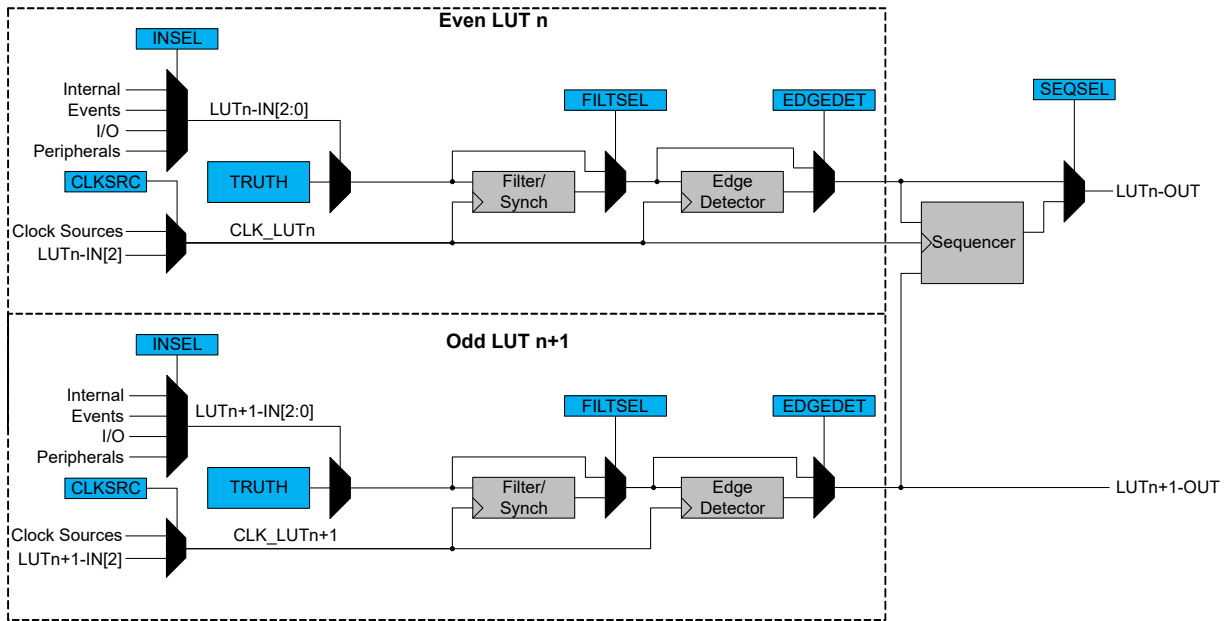 Even LUT n
INSEL
Internal
Events
I/O
Peripherals
LUTn-IN[2:0]
FILTSEL
EDGEDET
SEQSEL
CLKSRC
TRUTH
Filter/
Synch
Edge
Detector
LUTn-OUT
Clock Sources
LUTn-IN[2]
CLK_LUTn
Sequencer
Odd LUT n+1
INSEL
Internal
Events
I/O
Peripherals
LUTn+1-IN[2:0]
FILTSEL
EDGEDET
CLKSRC
TRUTH
Filter/
Synch
Edge
Detector
LUTn+1-OUT
Clock Sources
LUTn+1-IN[2]
CLK_LUTn+1